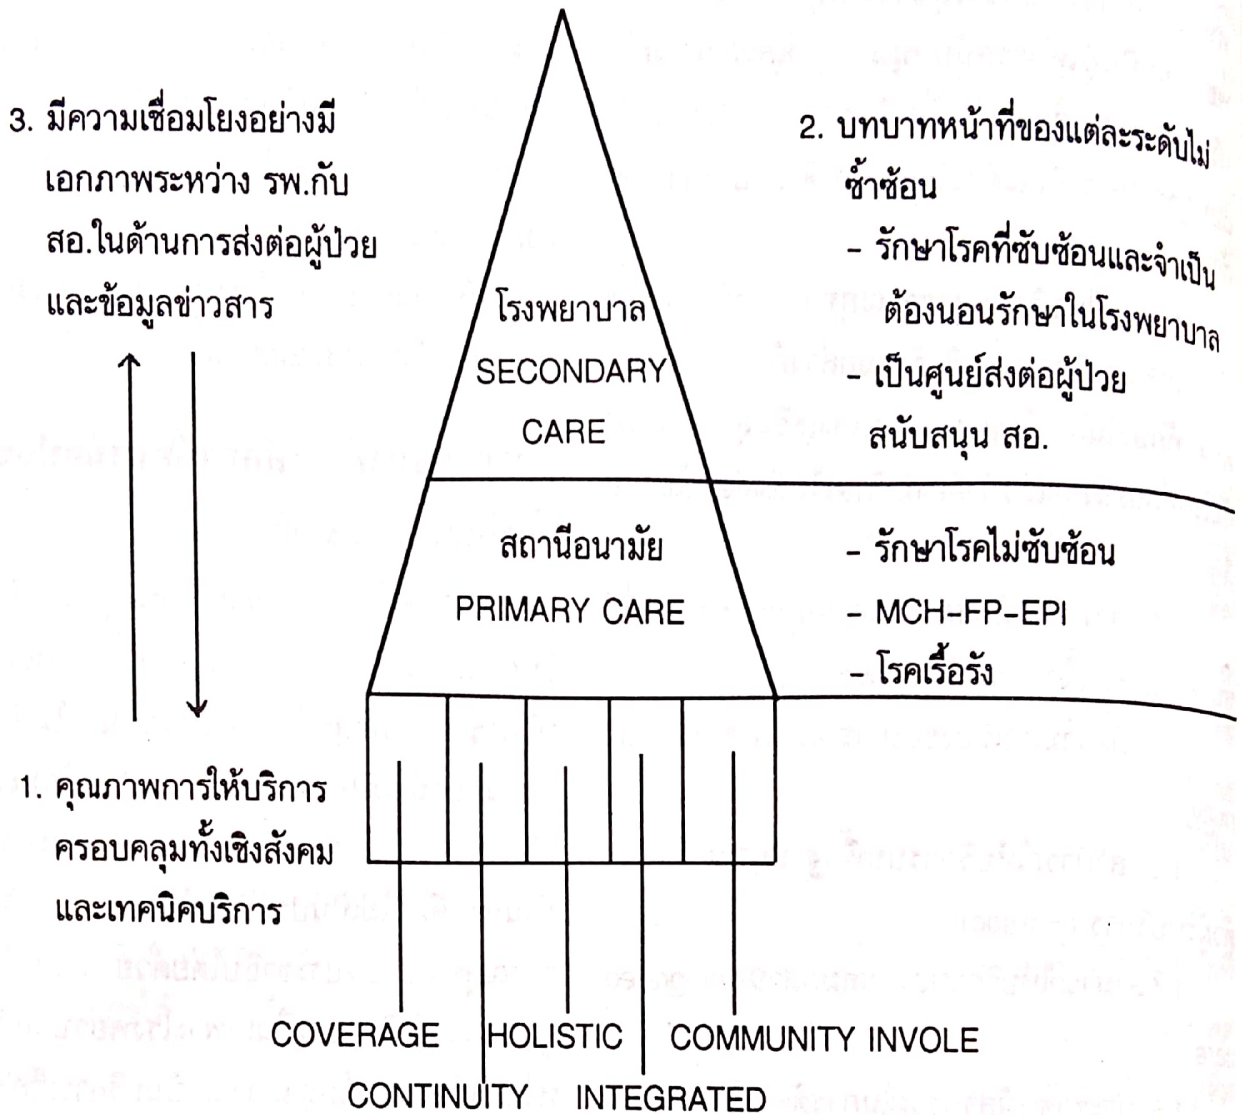 3. มีความเชื่อมโยงอย่างมี
เอกภาพระหว่าง รพ.กับ
สอ.ในด้านการส่งต่อผู้ป่วย
และข้อมูลข่าวสาร
2. บทบาทหน้าที่ของแต่ละระดับไม่
ซ้ำซ้อน
- รักษาโรคที่ซับซ้อนและจำเป็น
ต้องนอนรักษาในโรงพยาบาล
- เป็นศูนย์ส่งต่อผู้ป่วย
สนับสนุน สอ.
โรงพยาบาล
SECONDARY
CARE
สถานีอนามัย
PRIMARY CARE
- รักษาโรคไม่ซับซ้อน
- MCH-FP-EPI
- โรคเรื้อรัง
1. คุณภาพการให้บริการ
ครอบคลุมทั้งเชิงสังคม
และเทคนิคบริการ
COVERAGE HOLISTIC COMMUNITY INVOLE
CONTINUITY INTEGRATED